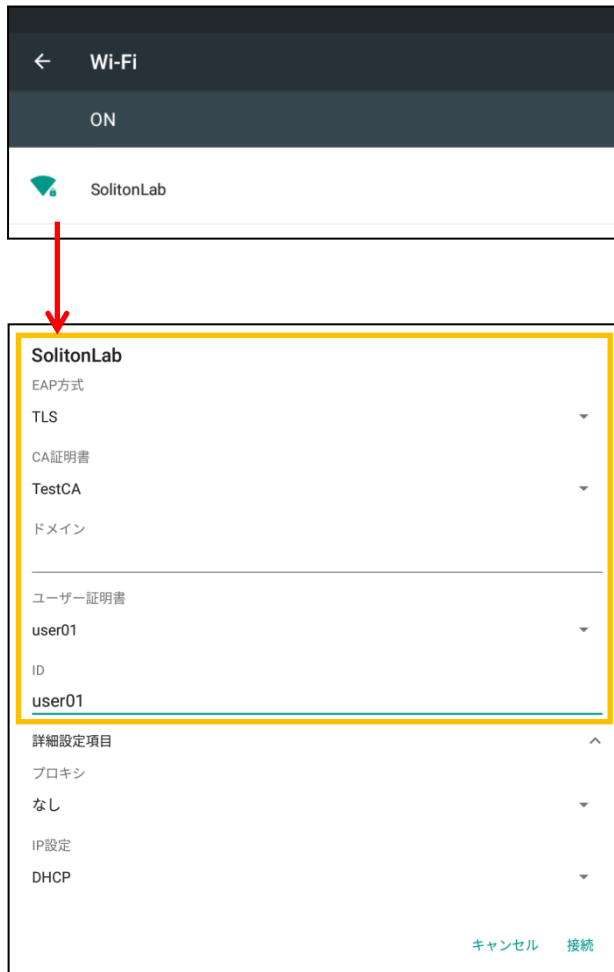 Wi-Fi
ON
SolitonLab
SolitonLab
EAP方式
TLS
CA証明書
TestCA
ドメイン
ユーザー証明書
user01
ID
user01
詳細設定項目
プロキシ
なし
IP設定
DHCP
キャンセル 接続